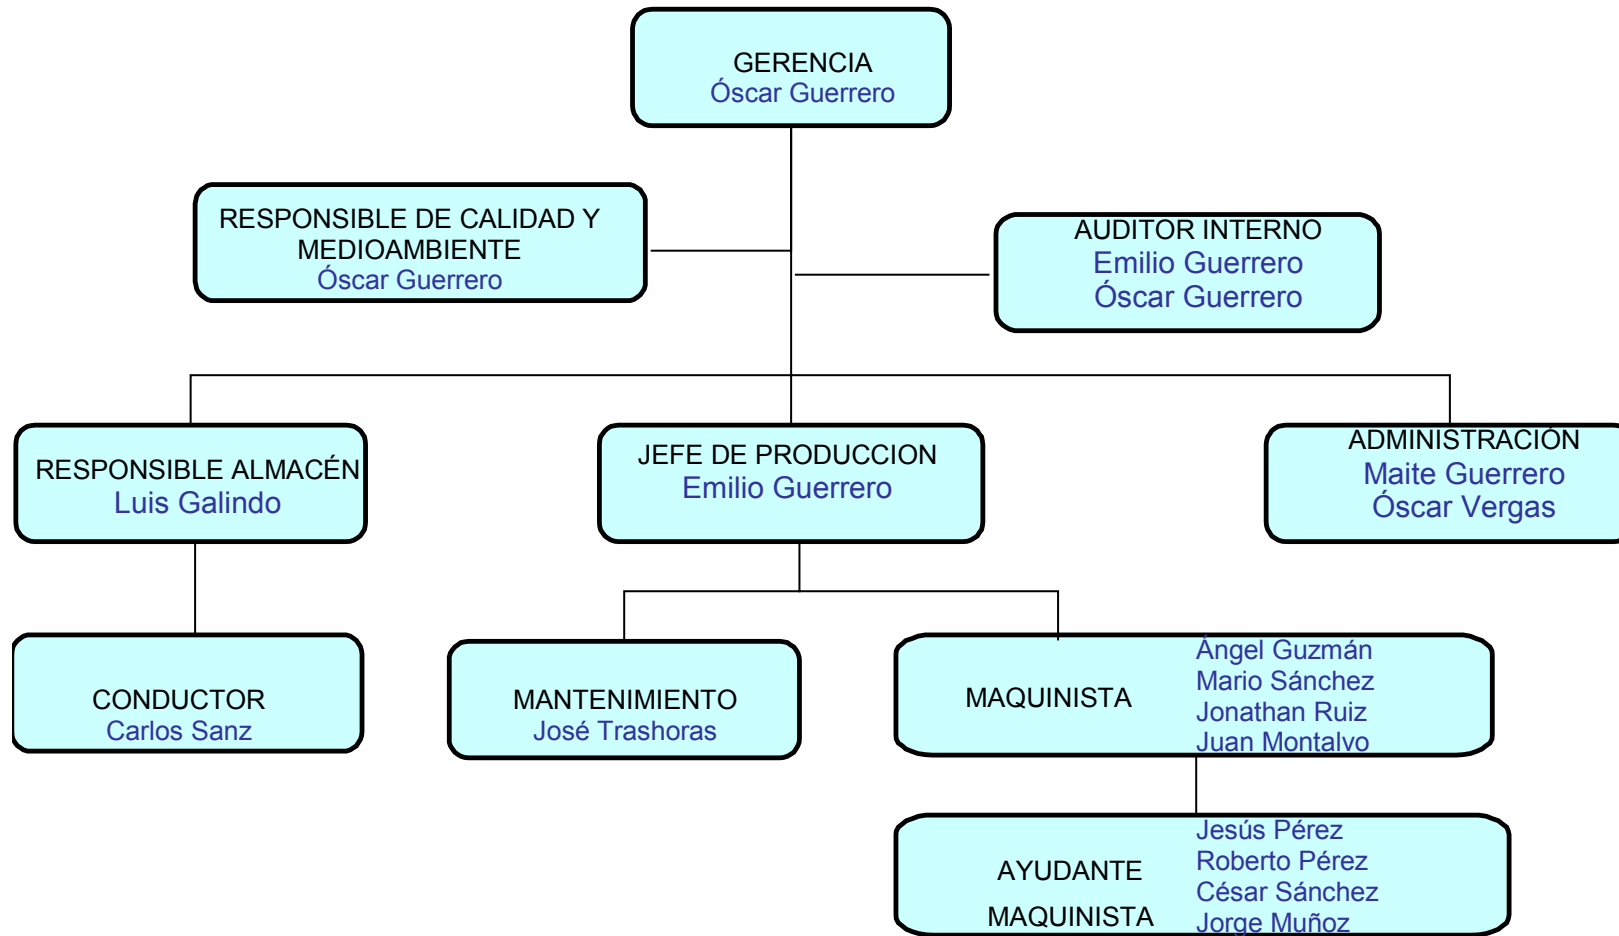 GERENCIA
Óscar Guerrero
RESPONSIBLE DE CALIDAD Y
MEDIOAMBIENTE
Óscar Guerrero
AUDITOR INTERNO
Emilio Guerrero
Óscar Guerrero
RESPONSIBLE ALMACÉN
Luis Galindo
JEFE DE PRODUCCION
Emilio Guerrero
ADMINISTRACIÓN
Maite Guerrero
Óscar Vergas
CONDUCTOR
Carlos Sanz
MANTENIMIENTO
José Trashoras
MAQUINISTA
Ángel Guzmán
Mario Sánchez
Jonathan Ruiz
Juan Montalvo
AYUDANTE
MAQUINISTA
Jesús Pérez
Roberto Pérez
César Sánchez
Jorge Muñoz